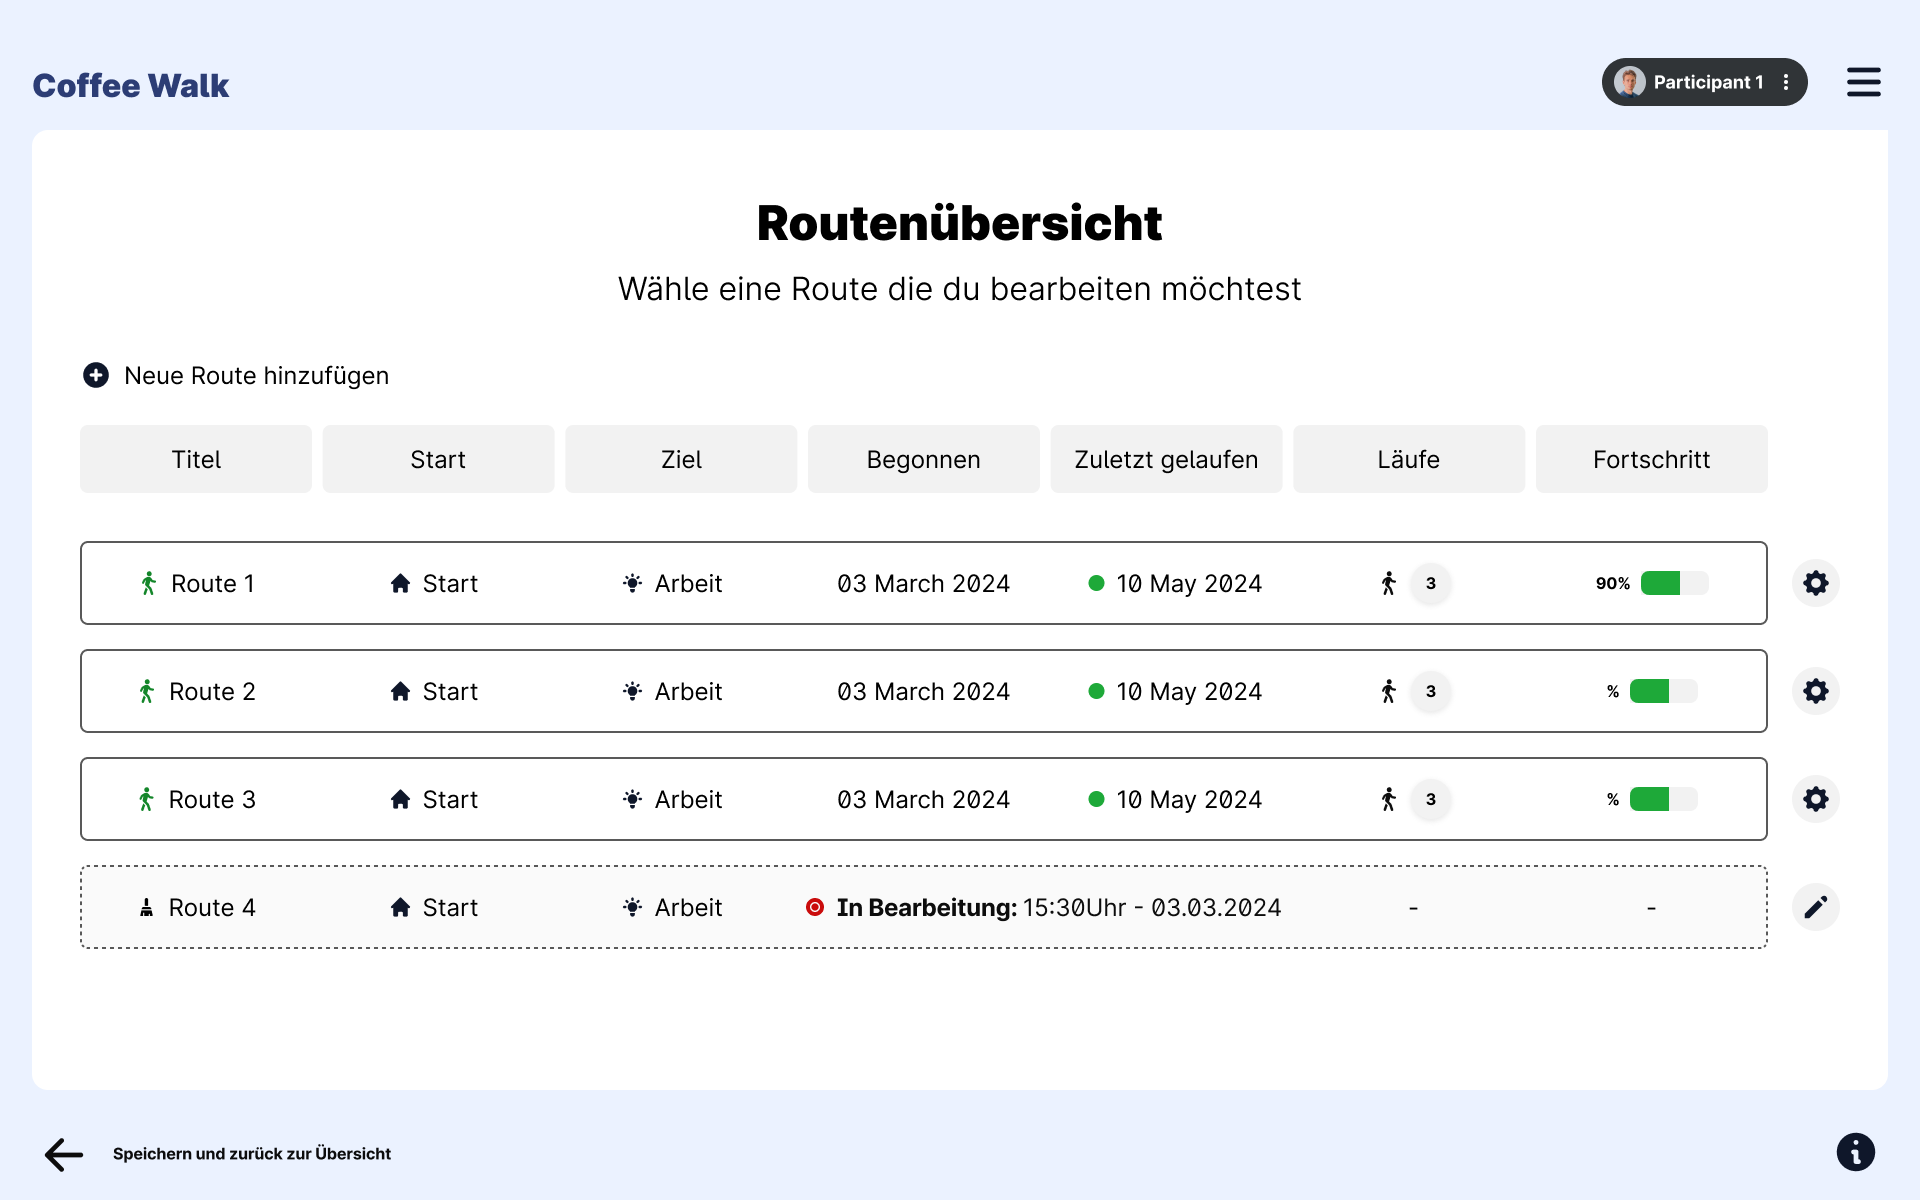 Coffee Walk
Participant 1
Routenübersicht
Wähle eine Route die du bearbeiten möchtest
Neue Route hinzufügen
Titel Start Ziel Begonnen Zuletzt gelaufen Läufe Fortschritt
Route 1 Start Arbeit 03 March 2024 10 May 2024 3 90%
Route 2 Start Arbeit 03 March 2024 10 May 2024 3 %
Route 3 Start Arbeit 03 March 2024 10 May 2024 3 %
Route 4 Start Arbeit In Bearbeitung: 15:30Uhr - 03.03.2024 - -
Speichern und zurück zur Übersicht